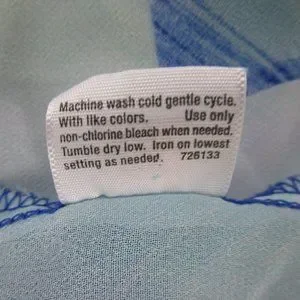 Machine wash cold gentle cycle.
With like colors. Use only
non-chlorine bleach when needed.
Tumble dry low. Iron on lowest
setting as needed. 726133